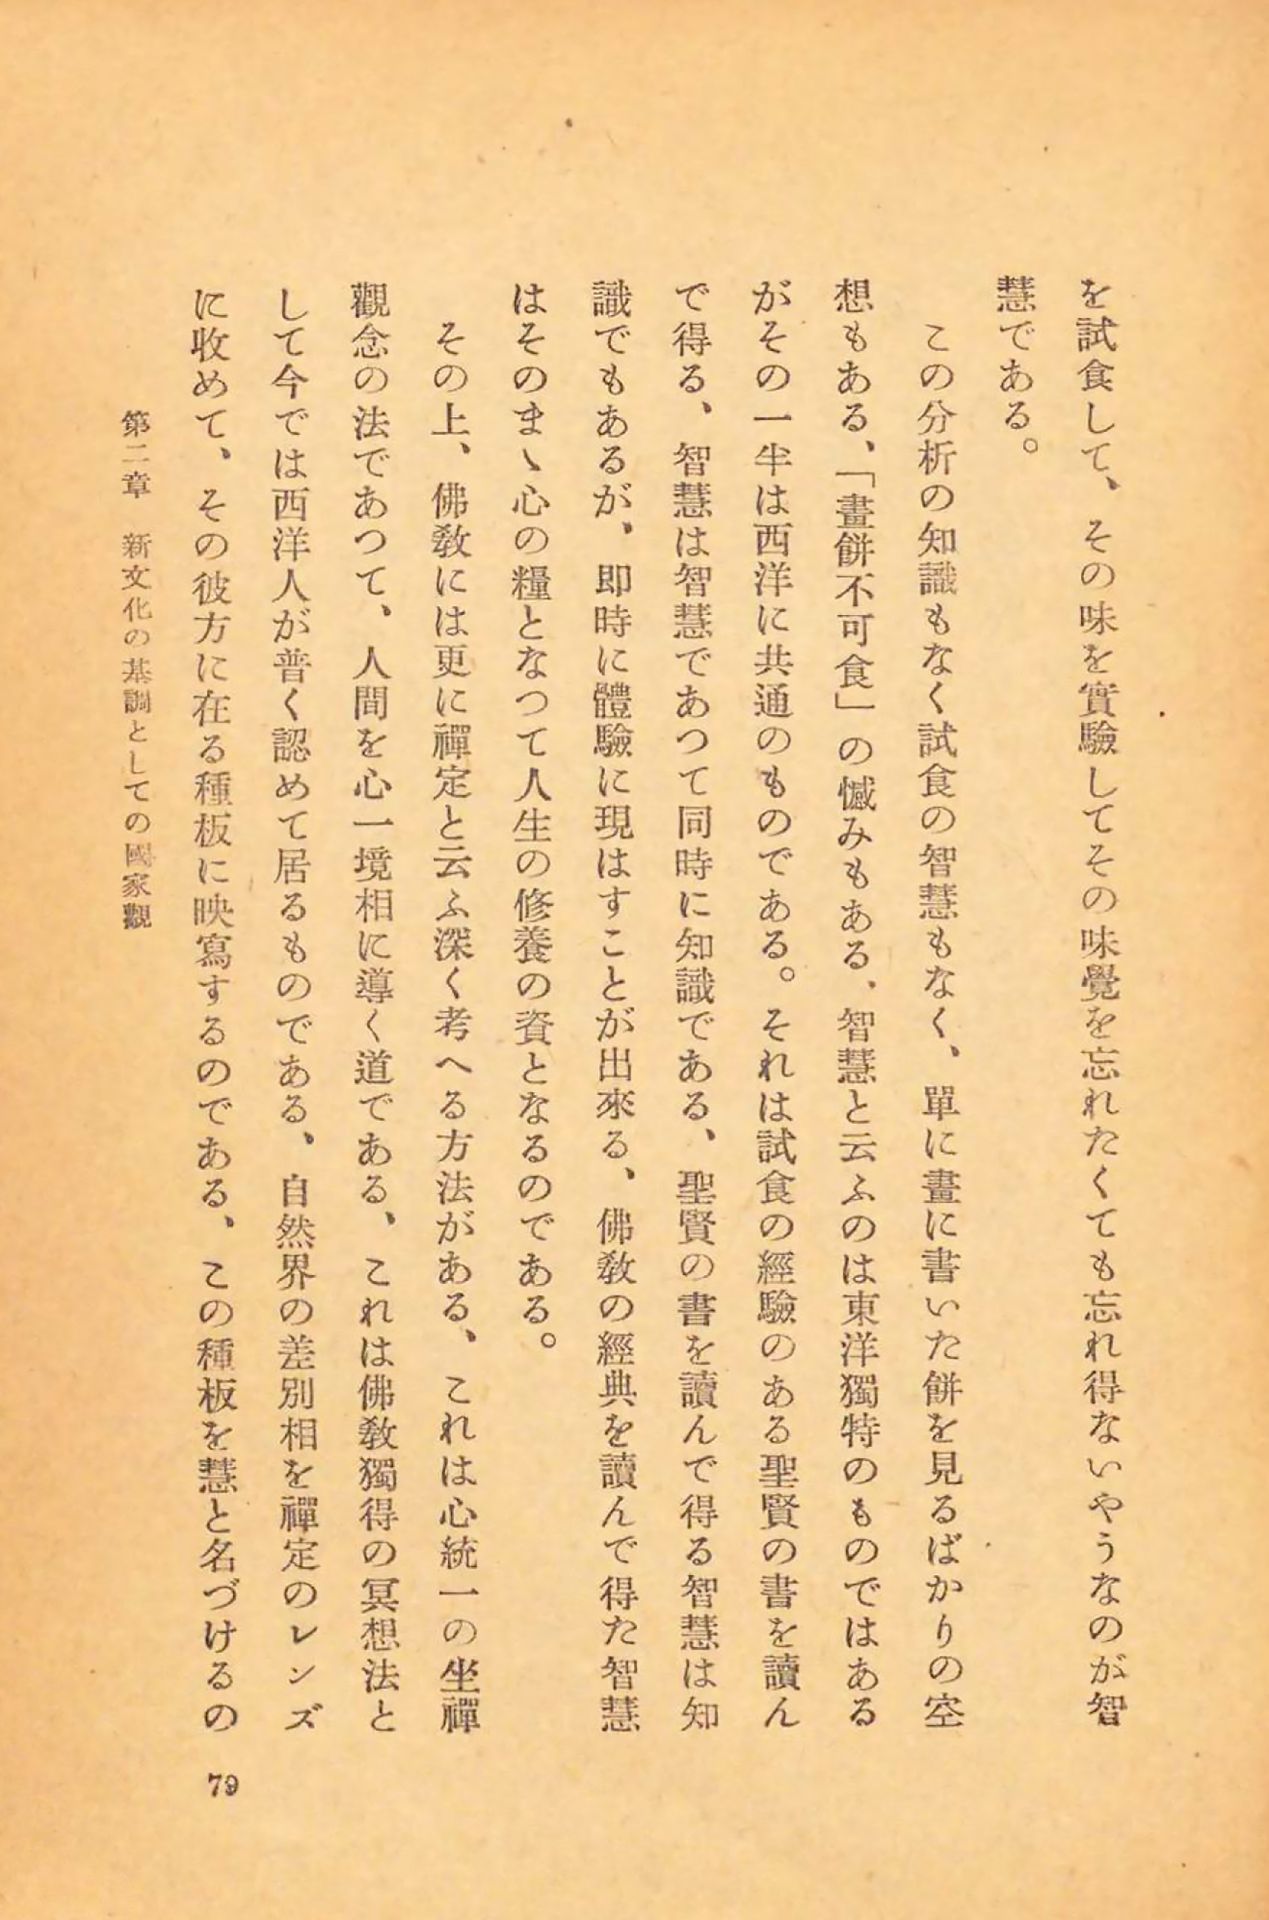 を試食して、その味を實驗してその味覺を忘れたくても忘れ得ないやうなのが智
慧である。
この分析の知識もなく試食の智慧もなく、單に畫に書いた餅を見るばかりの空
想もある、「畫餅不可食」の憾みもある、智慧と云ふのは東洋獨特のものではある
がその一半は西洋に共通のものである。それは試食の經驗のある聖賢の書を讀ん
で得る、智慧は智慧であつて同時に知識である、聖賢の書を讀んで得る智慧は知
識でもあるが、即時に體驗に現はすことが出來る、佛敎の經典を讀んで得た智慧
はそのまゝ心の糧となつて人生の修養の資となるのである。
その上、佛敎には更に禪定と云ふ深く考へる方法がある、これは心統一の坐禪
觀念の法であつて、人間を心一境相に導く道である、これは佛敎獨得の冥想法と
して今では西洋人が普く認めて居るものである、自然界の差別相を禪定のレンズ
に收めて、その彼方に在る種板に映寫するのである、この種板を慧と名づけるの
第二章　新文化の基調としての國家觀
79